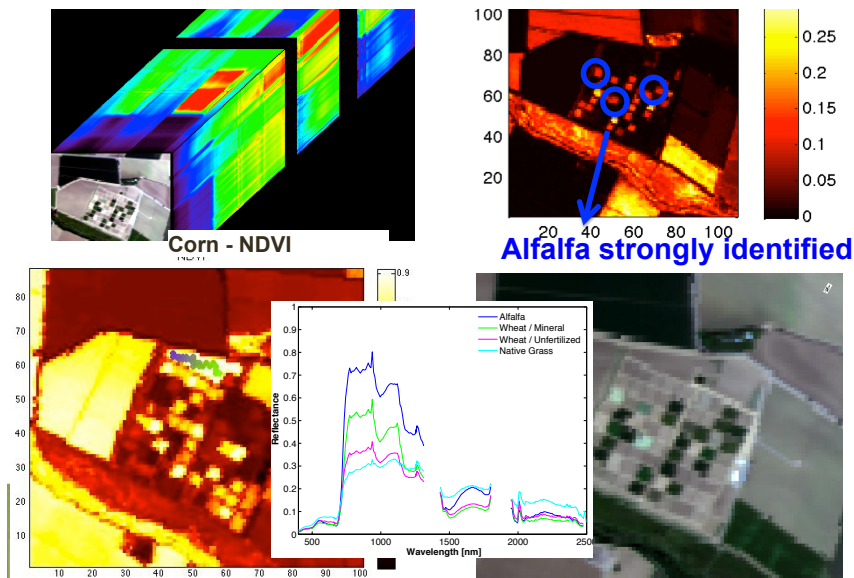 100
80
60
40
20
20 40 60 80 100
0.25
0.2
0.15
0.1
0.05
0
Alfalfa strongly identified
Corn - NDVI
0.9
80
70
60
50
40
30
20
10
10 20 30 40 50 60 70 80 90 100
1
0.9
0.8
0.7
0.6
0.5
0.4
0.3
0.2
0.1
0
Reflectance
500 1000 1500 2000 2500
Wavelength [nm]
Alfalfa
Wheat / Mineral
Wheat / Unfertilized
Native Grass